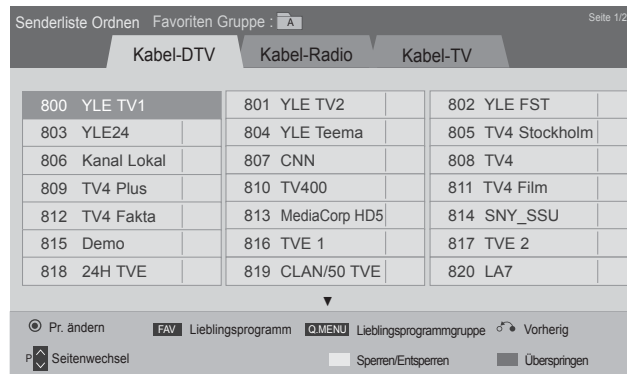 Senderliste Ordnen Favoriten Gruppe : A Seite 1/2
Kabel-DTV Kabel-Radio Kabel-TV
800 YLE TV1 801 YLE TV2 802 YLE FST
803 YLE24 804 YLE Teema 805 TV4 Stockholm
806 Kanal Lokal 807 CNN 808 TV4
809 TV4 Plus 810 TV400 811 TV4 Film
812 TV4 Fakta 813 MediaCorp HD5 814 SNY_SSU
815 Demo 816 TVE 1 817 TVE 2
818 24H TVE 819 CLAN/50 TVE 820 LA7
Pr. ändern FAV Lieblingsprogramm Q.MENU Lieblingsprogrammgruppe Vorherig
P Seitenwechsel Sperren/Entsperren Überspringen